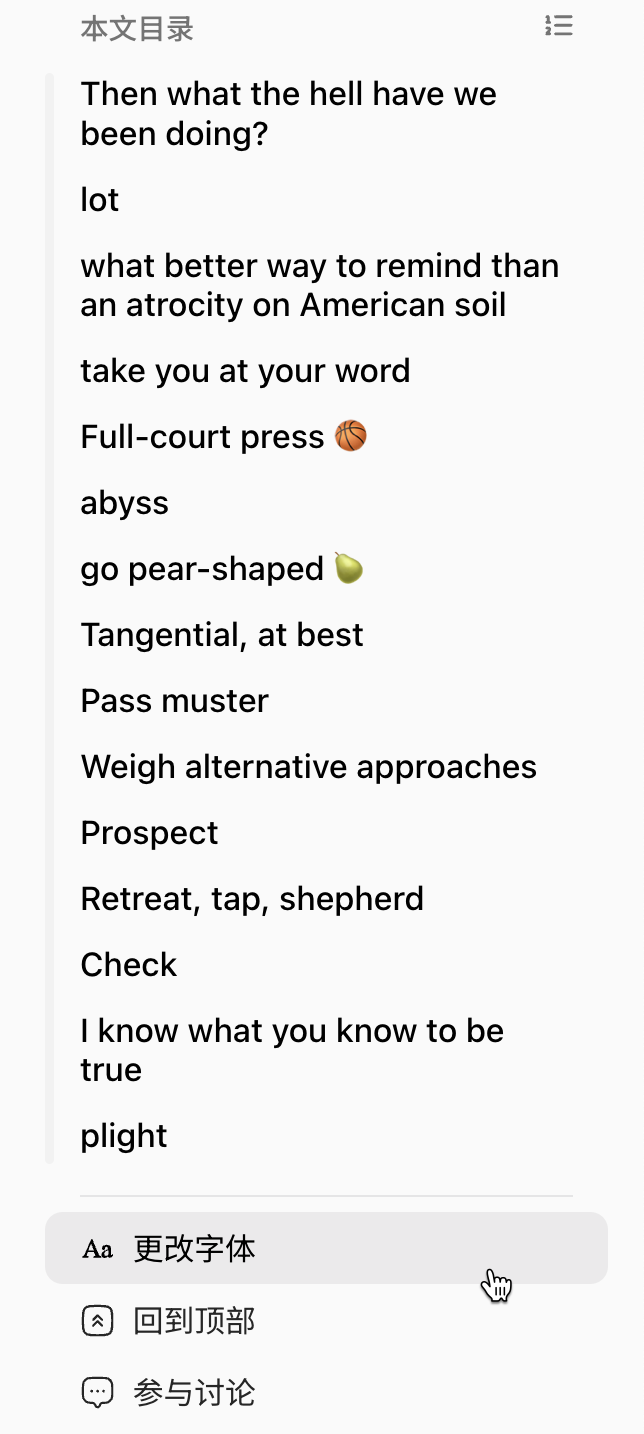 本文目录
Then what the hell have we
been doing?
lot
what better way to remind than
an atrocity on American soil
take you at your word
Full-court press 🏀
abyss
go pear-shaped 🍐
Tangential, at best
Pass muster
Weigh alternative approaches
Prospect
Retreat, tap, shepherd
Check
I know what you know to be
true
plight
Aa 更改字体
回到顶部
参与讨论